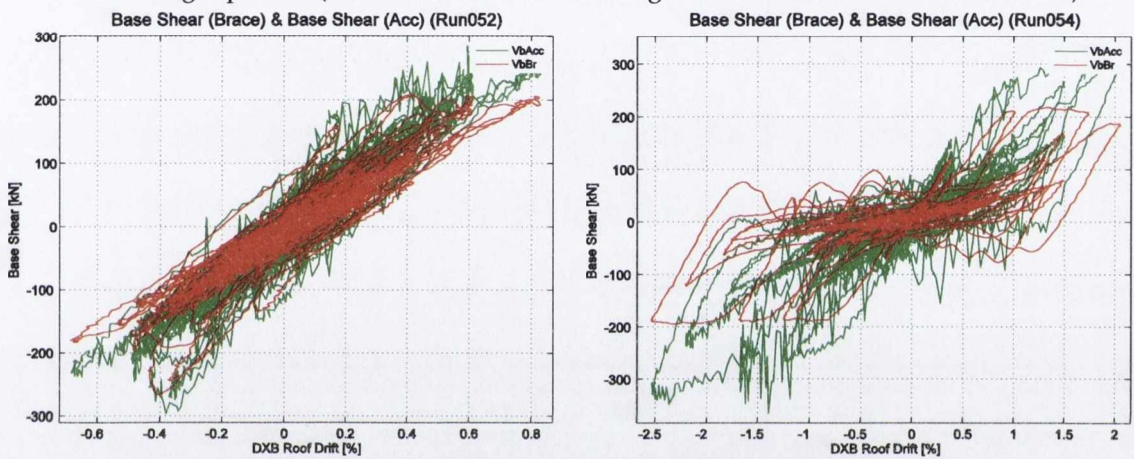 Base Shear (Brace) & Base Shear (Acc) (Run052)
300
200
100
0
-100
-200
-300
Base Shear [kN]
-0.6 -0.4 -0.2 0 0.2 0.4 0.6 0.8
DXB Roof Drift [%]
VbAcc
VbBr
Base Shear (Brace) & Base Shear (Acc) (Run054)
300
200
100
0
-100
-200
-300
Base Shear [kN]
-2.5 -2 -1.5 -1 -0.5 0 0.5 1 1.5 2
DXB Roof Drift [%]
VbAcc
VbBr